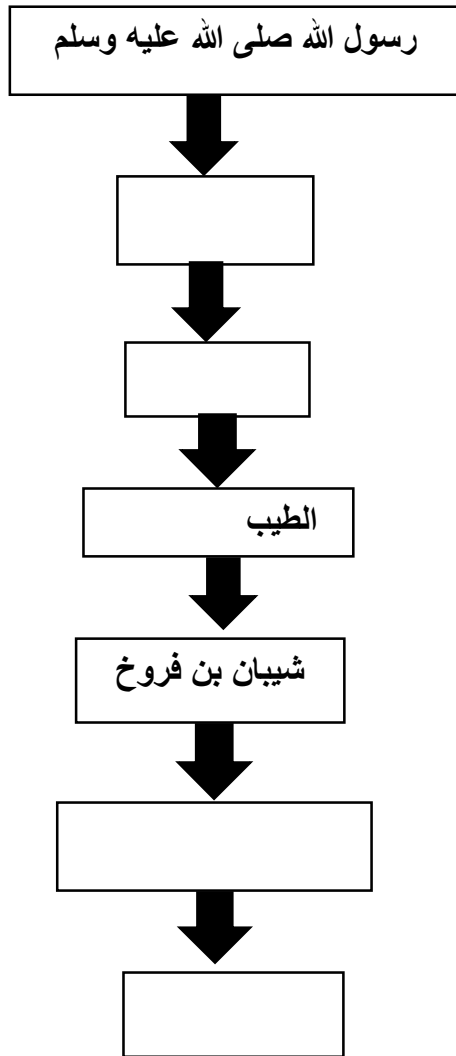 رسول الله صلى الله عليه وسلم
الطيب
شيبان بن فروخ